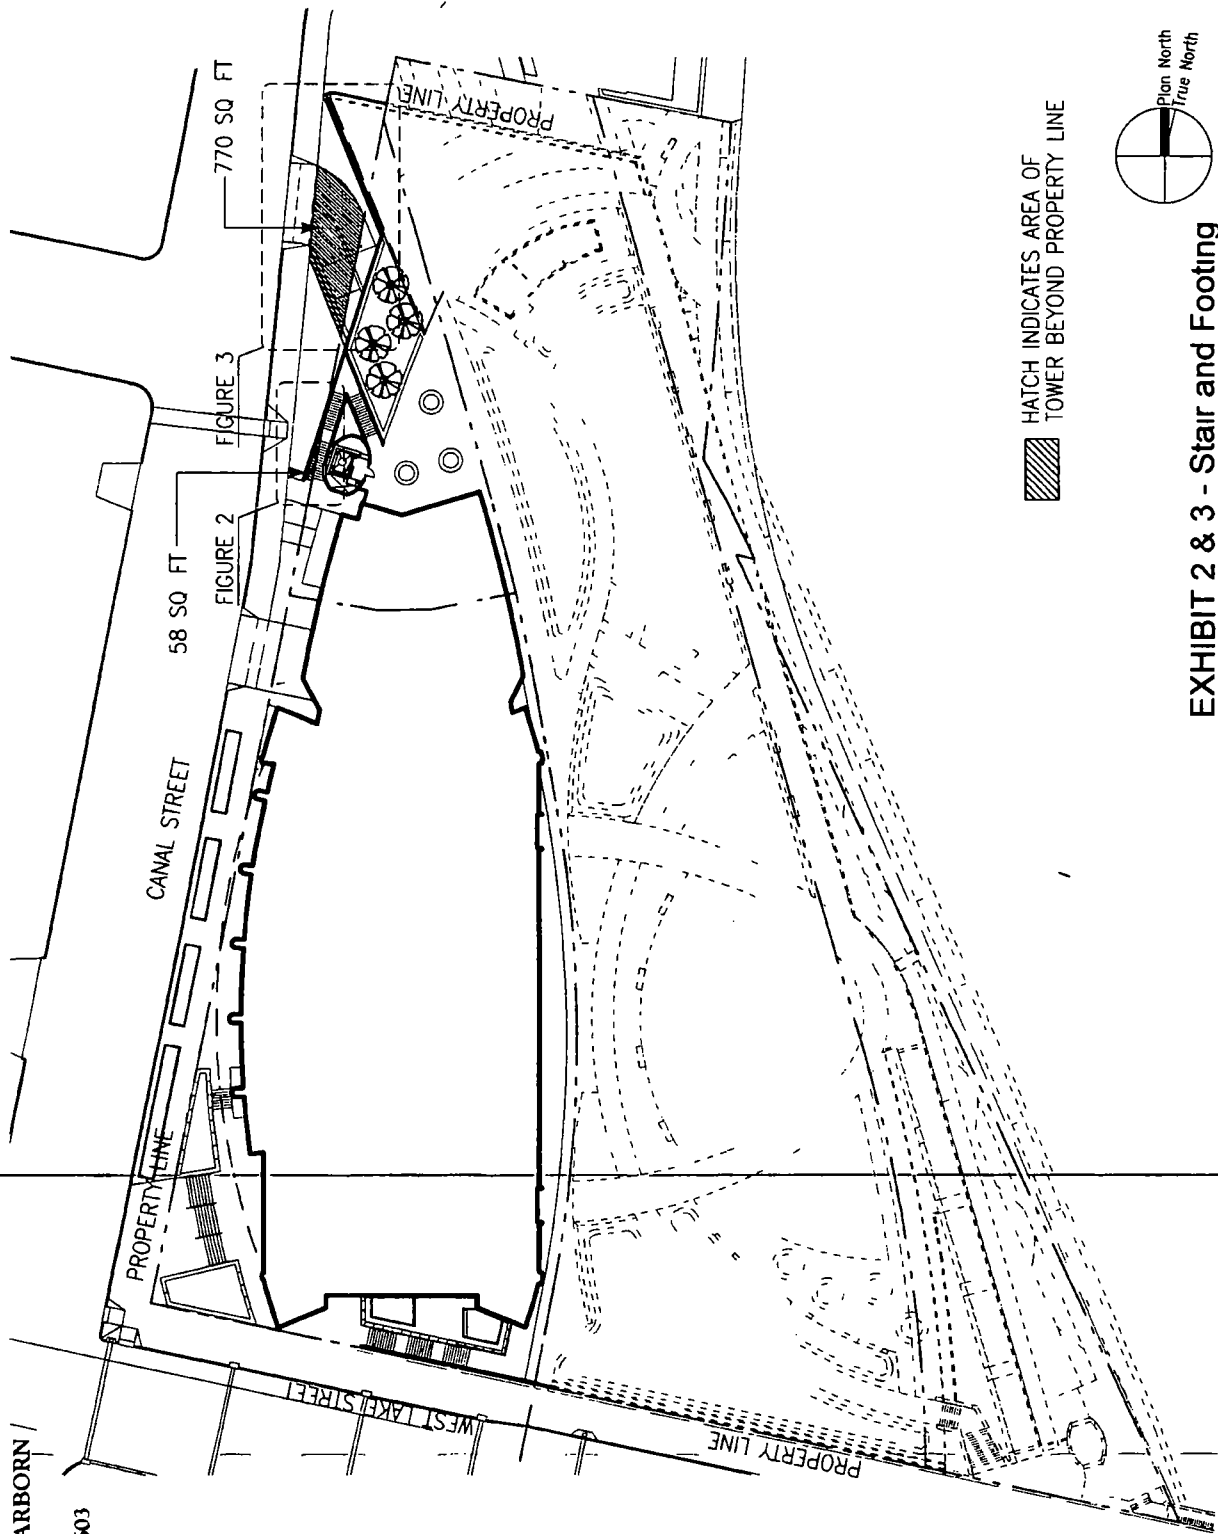 ARBORN
603
770 SQ FT
FIGURE 3
58 SQ FT
FIGURE 2
CANAL STREET
PROPERTY LINE
PROPERTY LINE
WEST LAKE STREET
PROPERTY LINE
HATCH INDICATES AREA OF
TOWER BEYOND PROPERTY LINE
Plan North
True North
EXHIBIT 2 & 3 - Stair and Footing